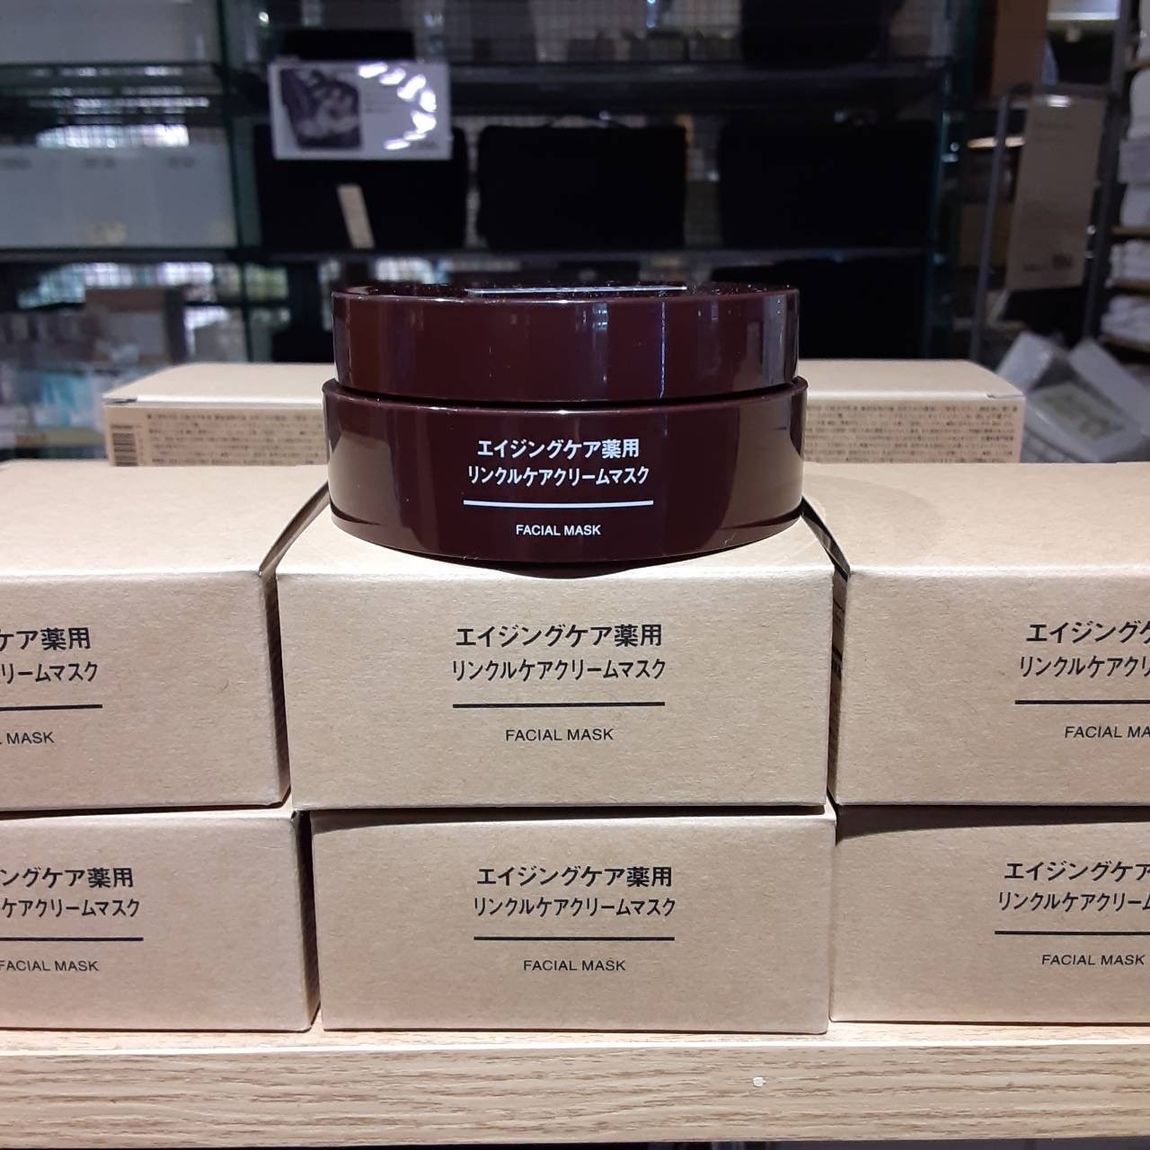 エイジングケア薬用
リンクルケアクリームマスク
FACIAL MASK
ケア薬用
リームマスク
MASK
エイジングケア薬用
リンクルケアクリームマスク
FACIAL MASK
エイジング
リンクルケアクリ
FACIAL MA
ングケア薬用
ケアクリームマスク
FACIAL MASK
エイジングケア薬用
リンクルケアクリームマスク
FACIAL MASK
エイジングケア
リンクルケアクリーム
FACIAL MASK